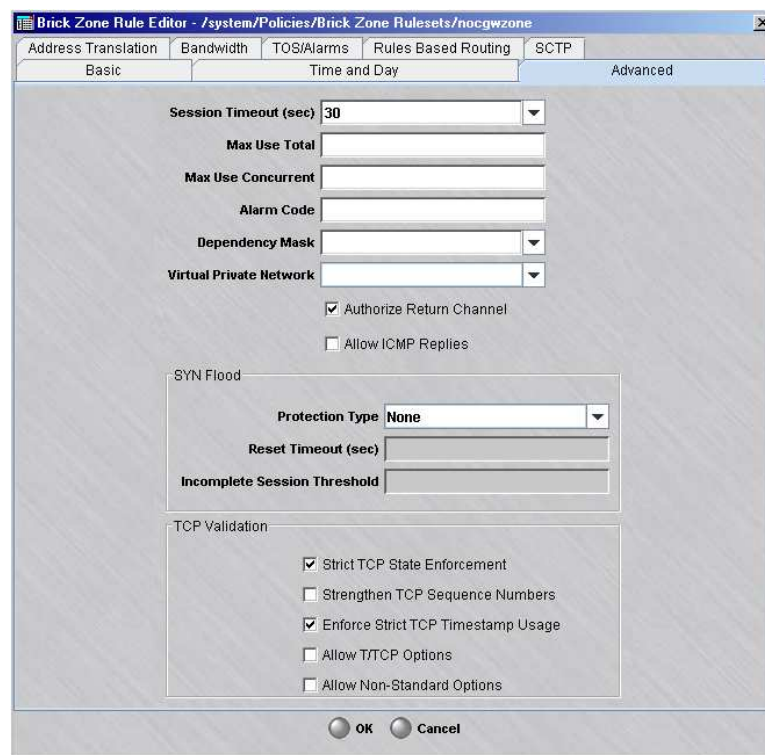 Brick Zone Rule Editor - /system/Policies/Brick Zone Rulesets/nocgwzone
Address Translation Bandwidth TOS/Alarms Rules Based Routing SCTP
Basic Time and Day Advanced
Session Timeout (sec) 30
Max Use Total
Max Use Concurrent
Alarm Code
Dependency Mask
Virtual Private Network
Authorize Return Channel
Allow ICMP Replies
SYN Flood
Protection Type None
Reset Timeout (sec)
Incomplete Session Threshold
TCP Validation
Strict TCP State Enforcement
Strengthen TCP Sequence Numbers
Enforce Strict TCP Timestamp Usage
Allow T/TCP Options
Allow Non-Standard Options
OK Cancel